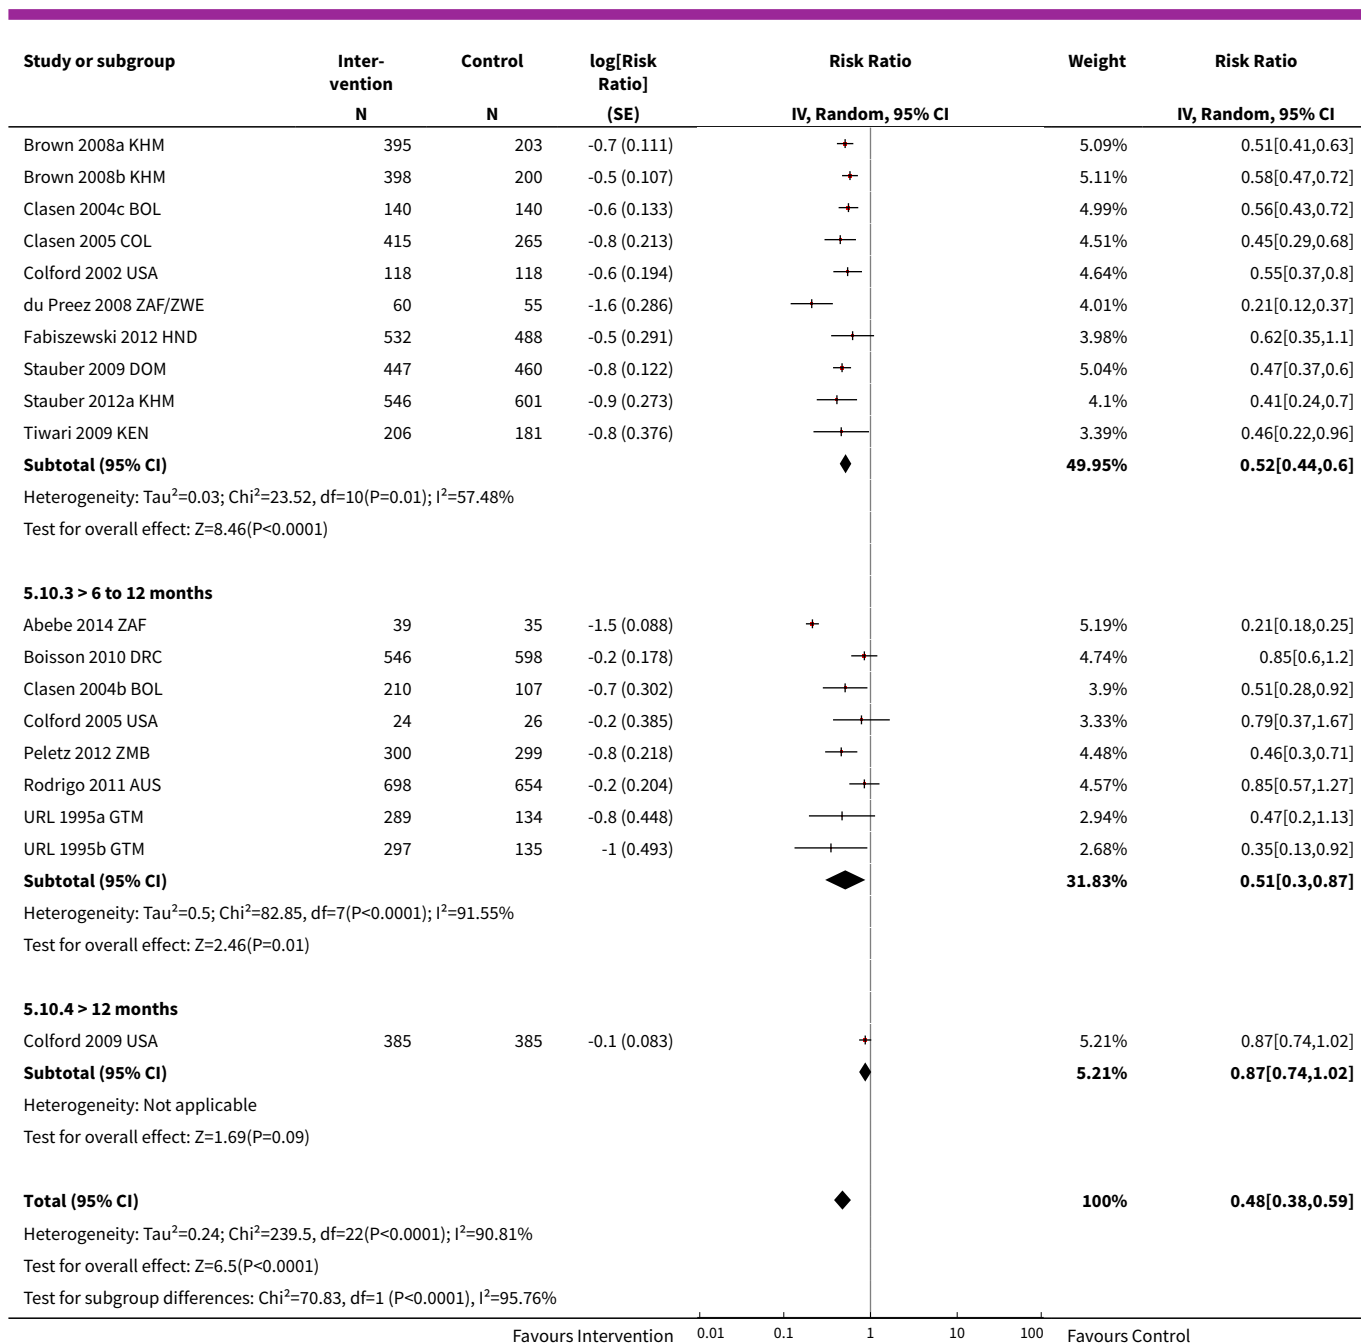 Study or subgroup Inter-vention Control log[Risk Ratio] Risk Ratio Weight Risk Ratio
N N (SE) IV, Random, 95% CI IV, Random, 95% CI
Brown 2008a KHM 395 203 -0.7 (0.111) 5.09% 0.51[0.41,0.63]
Brown 2008b KHM 398 200 -0.5 (0.107) 5.11% 0.58[0.47,0.72]
Clasen 2004c BOL 140 140 -0.6 (0.133) 4.99% 0.56[0.43,0.72]
Clasen 2005 COL 415 265 -0.8 (0.213) 4.51% 0.45[0.29,0.68]
Colford 2002 USA 118 118 -0.6 (0.194) 4.64% 0.55[0.37,0.8]
du Preez 2008 ZAF/ZWE 60 55 -1.6 (0.286) 4.01% 0.21[0.12,0.37]
Fabiszewski 2012 HND 532 488 -0.5 (0.291) 3.98% 0.62[0.35,1.1]
Stauber 2009 DOM 447 460 -0.8 (0.122) 5.04% 0.47[0.37,0.6]
Stauber 2012a KHM 546 601 -0.9 (0.273) 4.1% 0.41[0.24,0.7]
Tiwari 2009 KEN 206 181 -0.8 (0.376) 3.39% 0.46[0.22,0.96]
Subtotal (95% CI) 49.95% 0.52[0.44,0.6]
Heterogeneity: Tau²=0.03; Chi²=23.52, df=10(P=0.01); I²=57.48%
Test for overall effect: Z=8.46(P<0.0001)
5.10.3 > 6 to 12 months
Abebe 2014 ZAF 39 35 -1.5 (0.088) 5.19% 0.21[0.18,0.25]
Boisson 2010 DRC 546 598 -0.2 (0.178) 4.74% 0.85[0.6,1.2]
Clasen 2004b BOL 210 107 -0.7 (0.302) 3.9% 0.51[0.28,0.92]
Colford 2005 USA 24 26 -0.2 (0.385) 3.33% 0.79[0.37,1.67]
Peletz 2012 ZMB 300 299 -0.8 (0.218) 4.48% 0.46[0.3,0.71]
Rodrigo 2011 AUS 698 654 -0.2 (0.204) 4.57% 0.85[0.57,1.27]
URL 1995a GTM 289 134 -0.8 (0.448) 2.94% 0.47[0.2,1.13]
URL 1995b GTM 297 135 -1 (0.493) 2.68% 0.35[0.13,0.92]
Subtotal (95% CI) 31.83% 0.51[0.3,0.87]
Heterogeneity: Tau²=0.5; Chi²=82.85, df=7(P<0.0001); I²=91.55%
Test for overall effect: Z=2.46(P=0.01)
5.10.4 > 12 months
Colford 2009 USA 385 385 -0.1 (0.083) 5.21% 0.87[0.74,1.02]
Subtotal (95% CI) 5.21% 0.87[0.74,1.02]
Heterogeneity: Not applicable
Test for overall effect: Z=1.69(P=0.09)
Total (95% CI) 100% 0.48[0.38,0.59]
Heterogeneity: Tau²=0.24; Chi²=239.5, df=22(P<0.0001); I²=90.81%
Test for overall effect: Z=6.5(P<0.0001)
Test for subgroup differences: Chi²=70.83, df=1 (P<0.0001), I²=95.76%
Favours Intervention 0.01 0.1 1 10 100 Favours Control